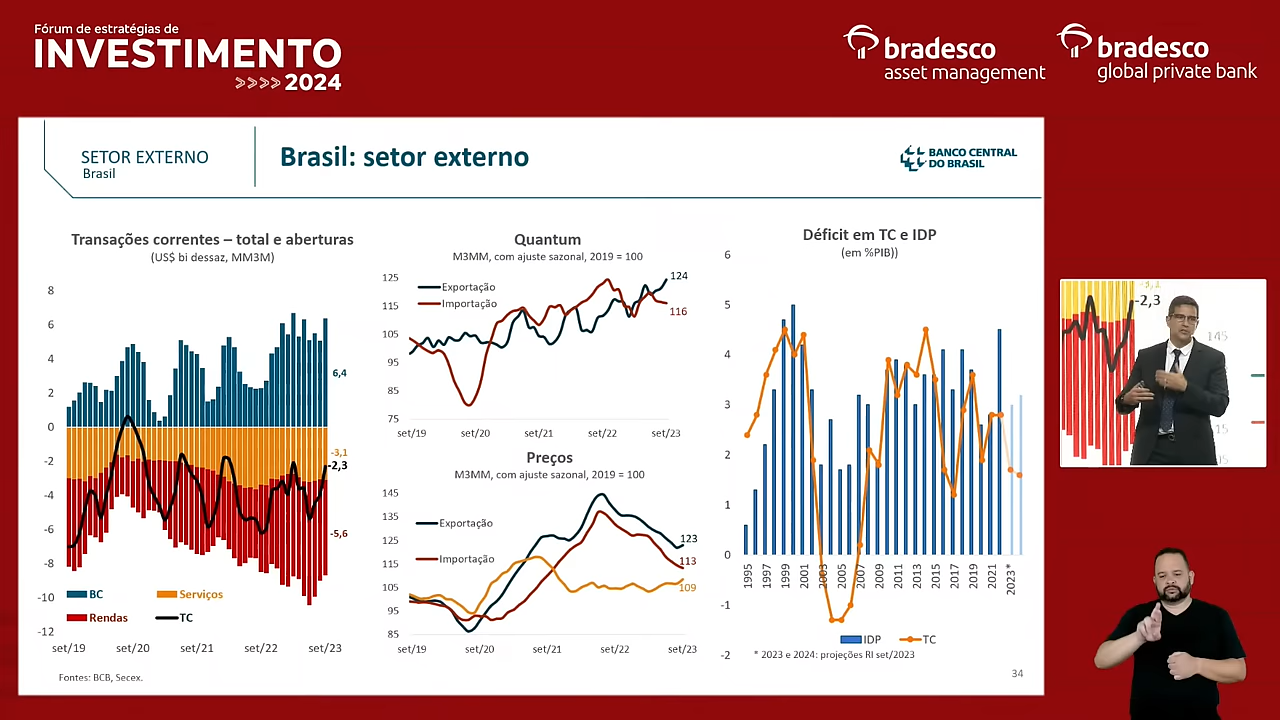 Fórum de estratégias de
INVESTIMENTO
>>>> 2024
bradesco
asset management
bradesco
global private bank
SETOR EXTERNO
Brasil
Brasil: setor externo
BANCO CENTRAL
DO BRASIL
Transações correntes – total e aberturas
(US$ bi dessaz, MM3M)
8
6
4
2
0
-2
-4
-6
-8
-10
-12
6,4
-3,1
-2,3
-5,6
BC
Serviços
Rendas
TC
set/19
set/20
set/21
set/22
set/23
Fontes: BCB, Secex.
Quantum
M3MM, com ajuste sazonal, 2019 = 100
125
115
105
95
85
75
Exportação
Importação
124
116
set/19
set/20
set/21
set/22
set/23
Preços
M3MM, com ajuste sazonal, 2019 = 100
145
135
125
115
105
95
85
Exportação
Importação
123
113
109
set/19
set/20
set/21
set/22
set/23
Déficit em TC e IDP
(em %PIB))
6
5
4
3
2
1
0
-1
-2
1995
1997
1999
2001
2003
2005
2007
2009
2011
2013
2015
2017
2019
2021
2023*
IDP
TC
* 2023 e 2024: projeções RI set/2023
34
-2,3
145